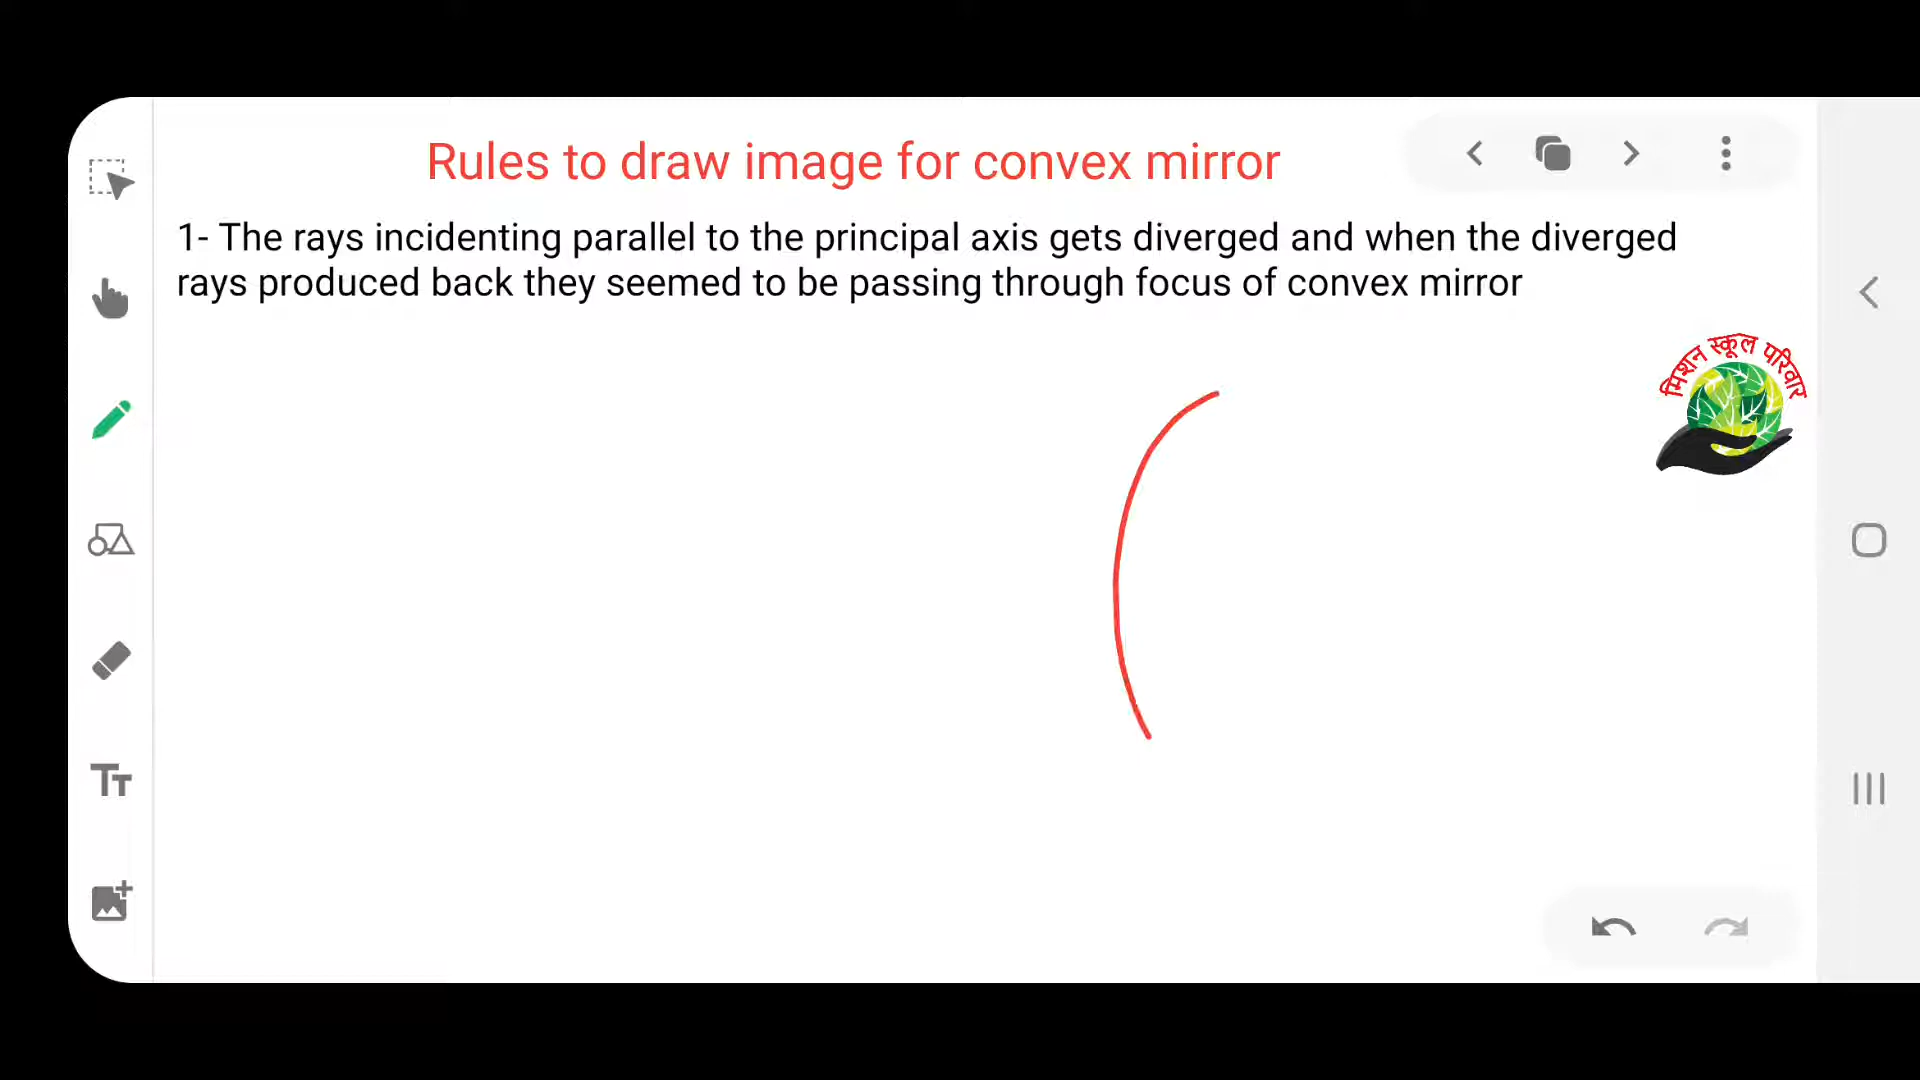 Rules to draw image for convex mirror
1- The rays incidenting parallel to the principal axis gets diverged and when the diverged
rays produced back they seemed to be passing through focus of convex mirror
मिशन स्कूल परिवार
Tт